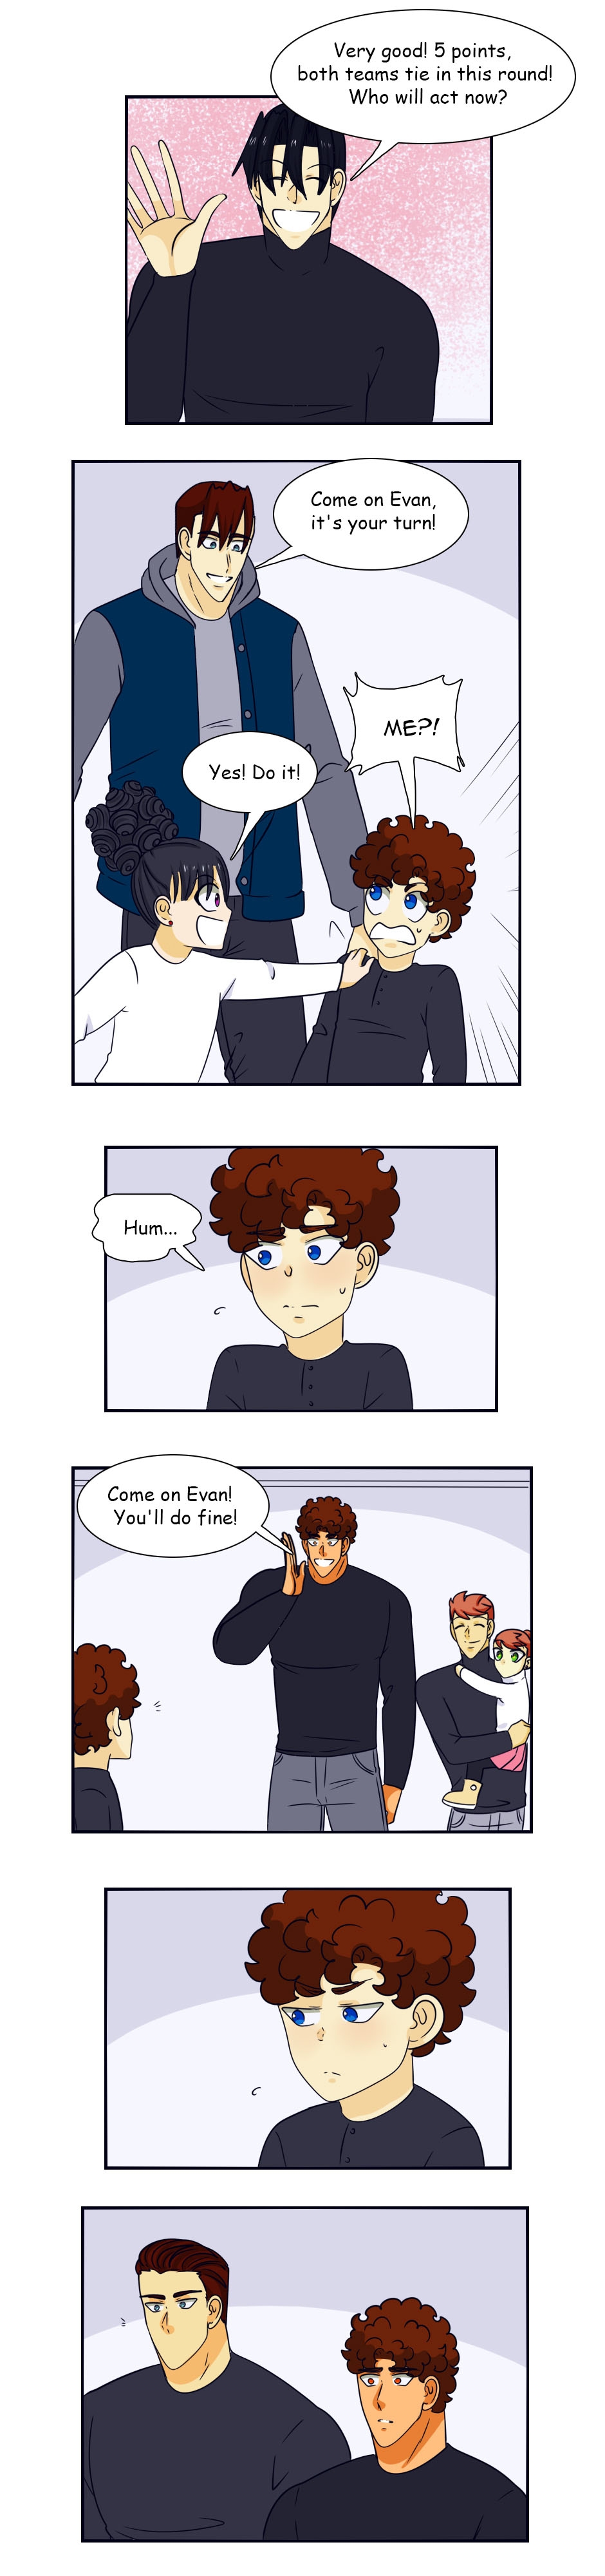 Very good! 5 points,
both teams tie in this round!
Who will act now?
Come on Evan,
it's your turn!
ME?!
Yes! Do it!
Hum...
Come on Evan!
You'll do fine!